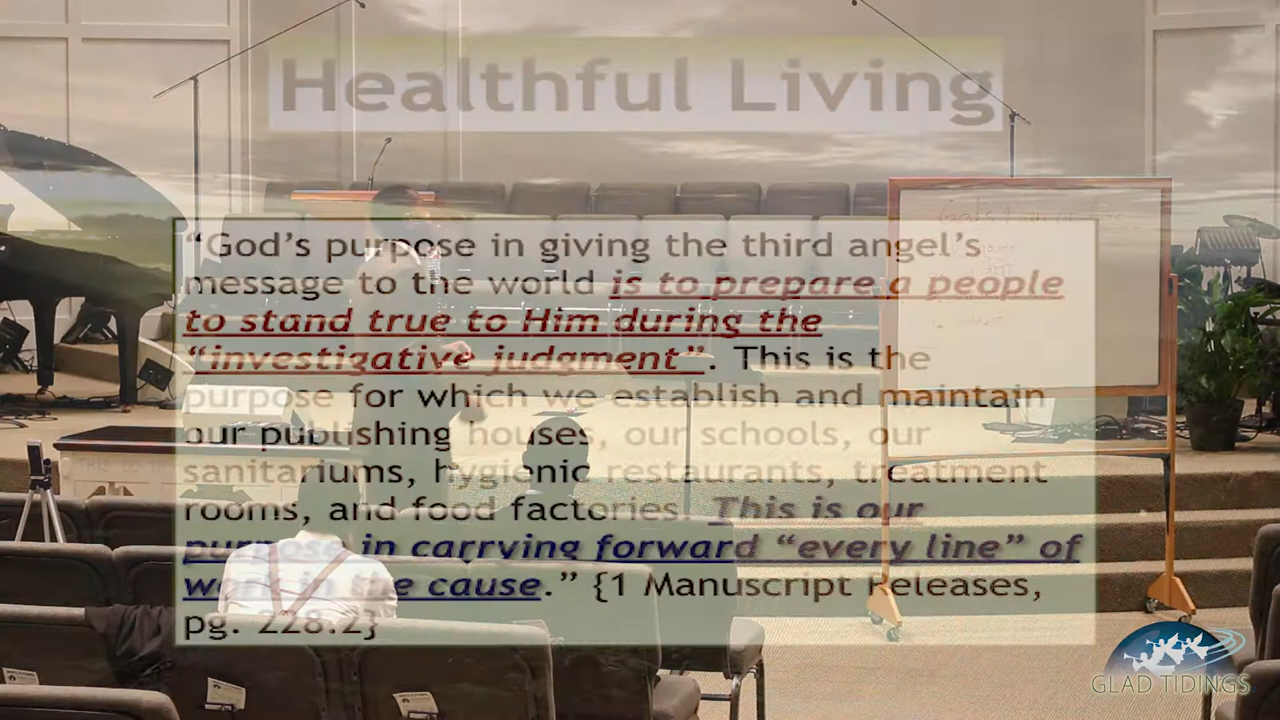 Healthful Living
“God’s purpose in giving the third angel’s
message to the world is to prepare a people
to stand true to Him during the
“investigative judgment”. This is the
purpose for which we establish and maintain
our publishing houses, our schools, our
sanitariums, hygienic restaurants, treatment
rooms, and food factories. This is our
purpose in carrying forward “every line” of
work in the cause.” {1 Manuscript Releases,
pg. 228.2}
GLAD TIDINGS